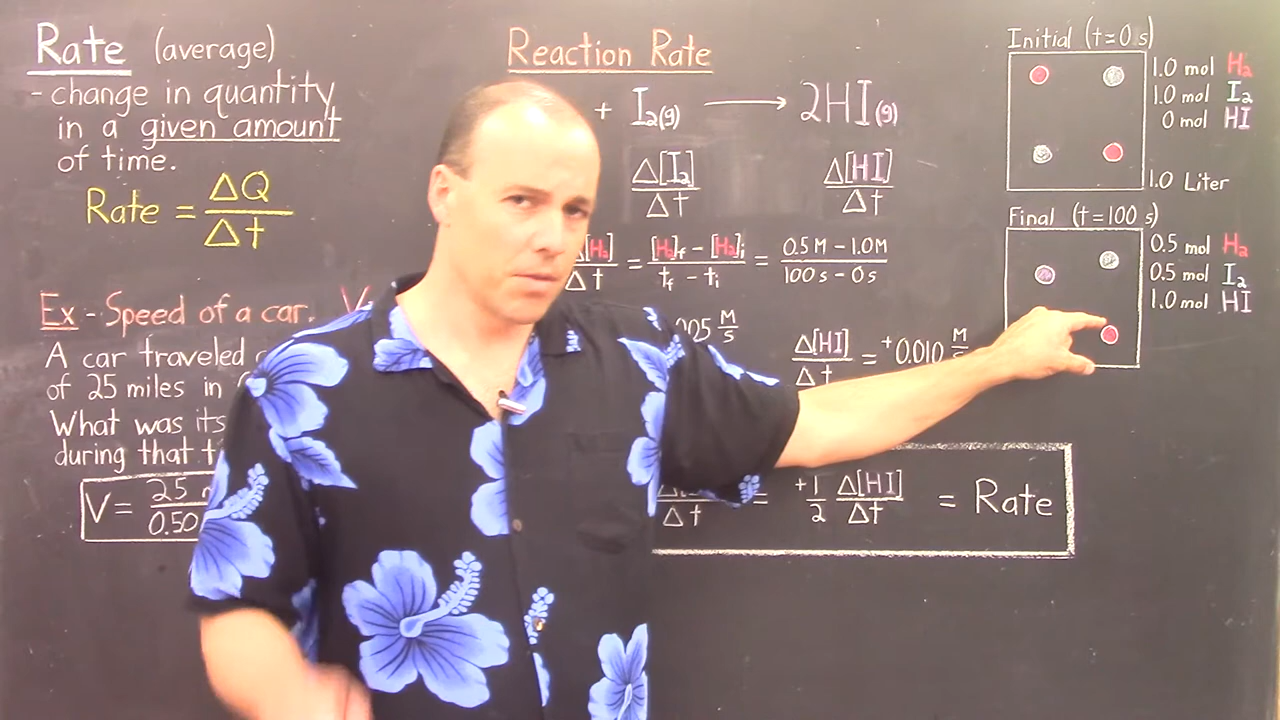 Rate (average)
- change in quantity
in a given amount
of time.
Rate = ΔQ
Δt
Ex - Speed of a car.
A car traveled
of 25 miles in
What was its
during that
V = 25
0.50
Reaction Rate
+ I₂(g) → 2HI(g)
Δ[I₂] Δ[HI]
Δt Δt
[H₂] = [H₂]f - [H₂]i = 0.5 M - 1.0 M
Δt tf - ti 100 s - 0 s
M
s
Δ[HI] = +0.010 M
Δt
= +1 Δ[HI] = Rate
Δt 2 Δt
Initial (t = 0 s)
1.0 mol H₂
1.0 mol I₂
0 mol HI
1.0 Liter
Final (t = 100 s)
0.5 mol H₂
0.5 mol I₂
1.0 mol HI